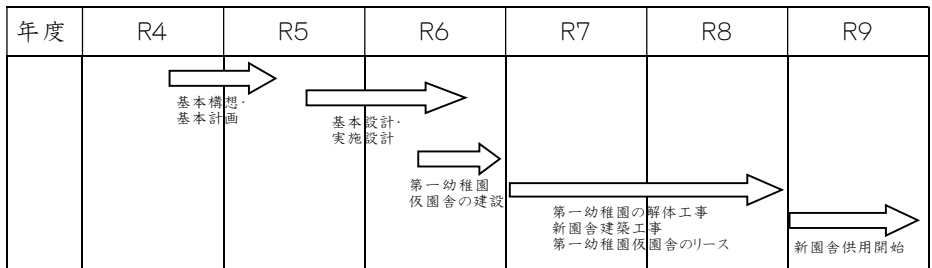 年度 R4 R5 R6 R7 R8 R9
基本構想・
基本計画
基本設計・
実施設計
第一幼稚園
仮園舎の建設
第一幼稚園の解体工事
新園舎建築工事
第一幼稚園仮園舎のリース
新園舎供用開始